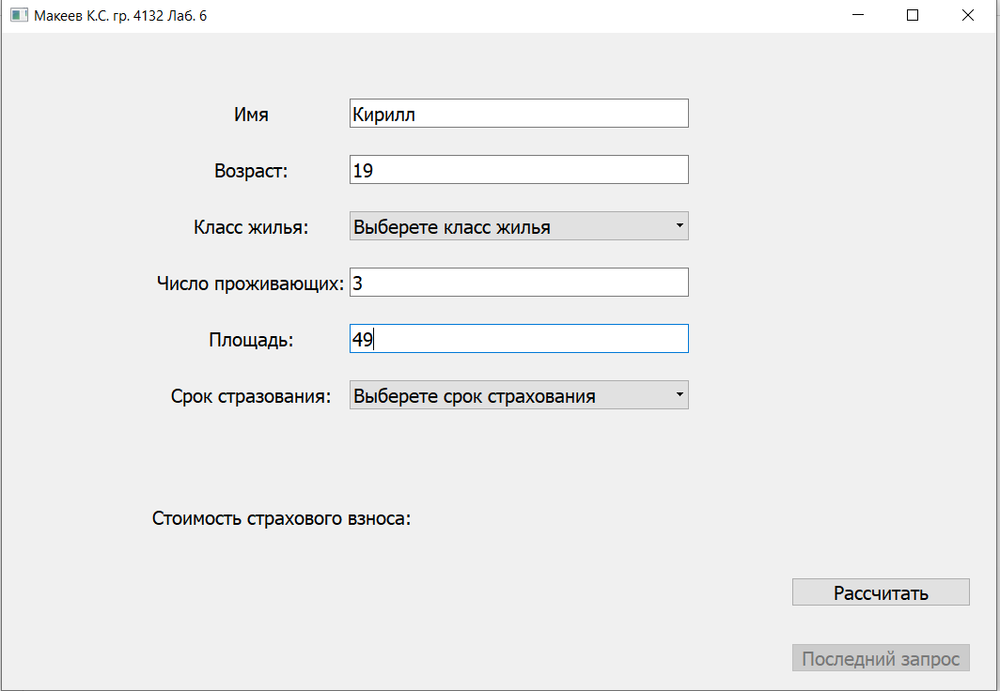 Макеев К.С. гр. 4132 Лаб. 6
Имя Кирилл
Возраст: 19
Класс жилья: Выберете класс жилья
Число проживающих: 3
Площадь: 49
Срок стразования: Выберете срок страхования
Стоимость страхового взноса:
Рассчитать
Последний запрос